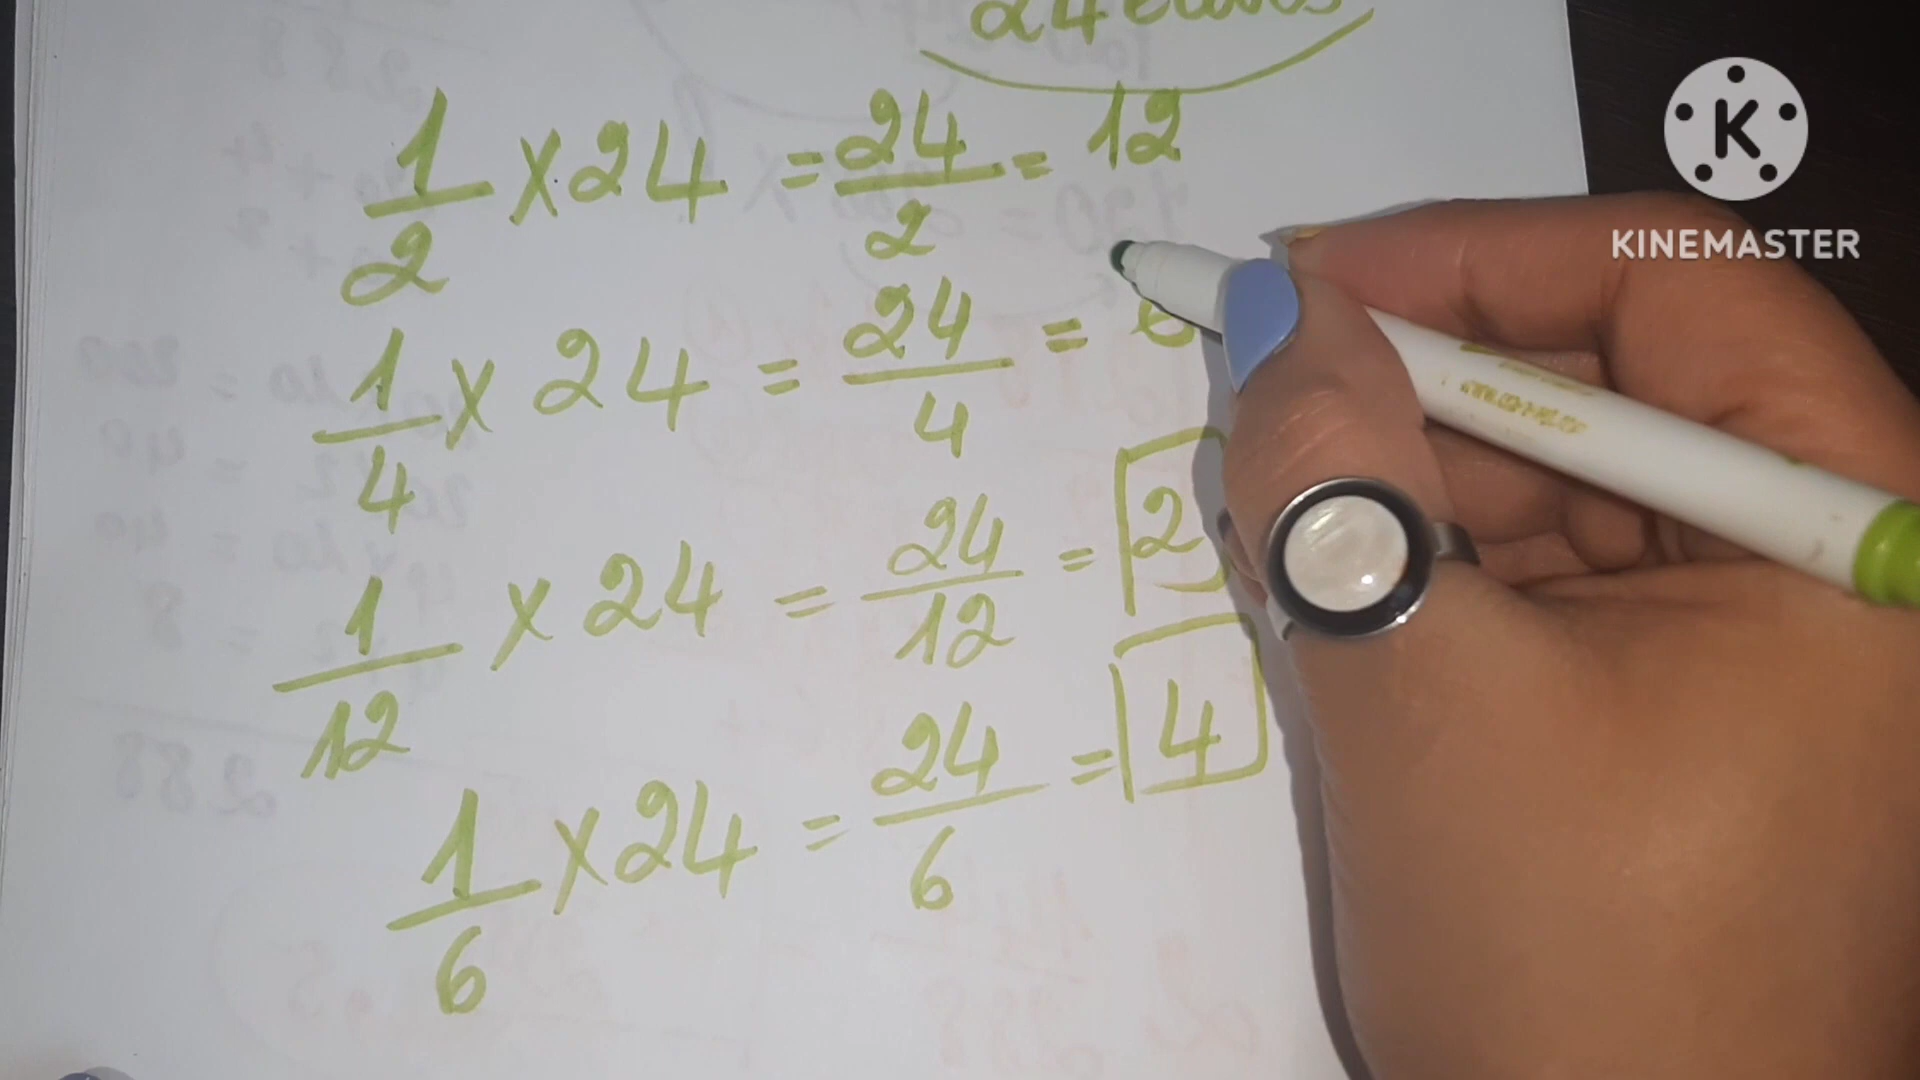 24
1/2 x 24 = 24/2 = 12
1/4 x 24 = 24/4 =
1/12 x 24 = 24/12 = 2
1/6 x 24 = 24/6 = 4
K
KINEMASTER